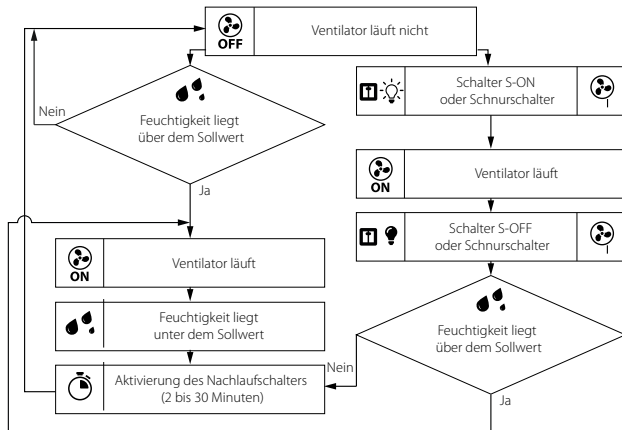 OFF
Ventilator läuft nicht
Nein
Feuchtigkeit liegt
über dem Sollwert
Ja
Schalter S-ON
oder Schnurschalter
ON
Ventilator läuft
Schalter S-OFF
oder Schnurschalter
ON
Ventilator läuft
Feuchtigkeit liegt
unter dem Sollwert
Feuchtigkeit liegt
über dem Sollwert
Nein
Aktivierung des Nachlaufschalters
(2 bis 30 Minuten)
Ja